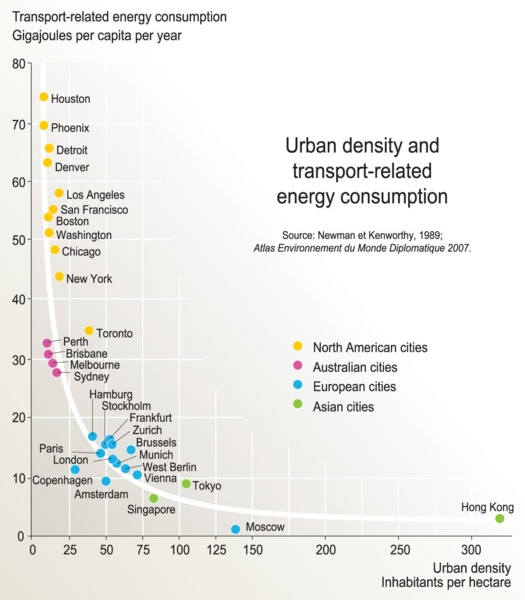 Transport-related energy consumption
Gigajoules per capita per year
Urban density and
transport-related
energy consumption
Source: Newman et Kenworthy, 1989;
Atlas Environnement du Monde Diplomatique 2007.
80
70
60
50
40
30
20
10
0
Houston
Phoenix
Detroit
Denver
Los Angeles
San Francisco
Boston
Washington
Chicago
New York
Toronto
Perth
Brisbane
Melbourne
Sydney
North American cities
Australian cities
European cities
Asian cities
Hamburg
Stockholm
Frankfurt
Zurich
Brussels
Paris
Munich
London
West Berlin
Vienna
Copenhagen
Amsterdam
Tokyo
Singapore
Moscow
Hong Kong
0 25 50 75 100 125 150 200 250 300
Urban density
Inhabitants per hectare